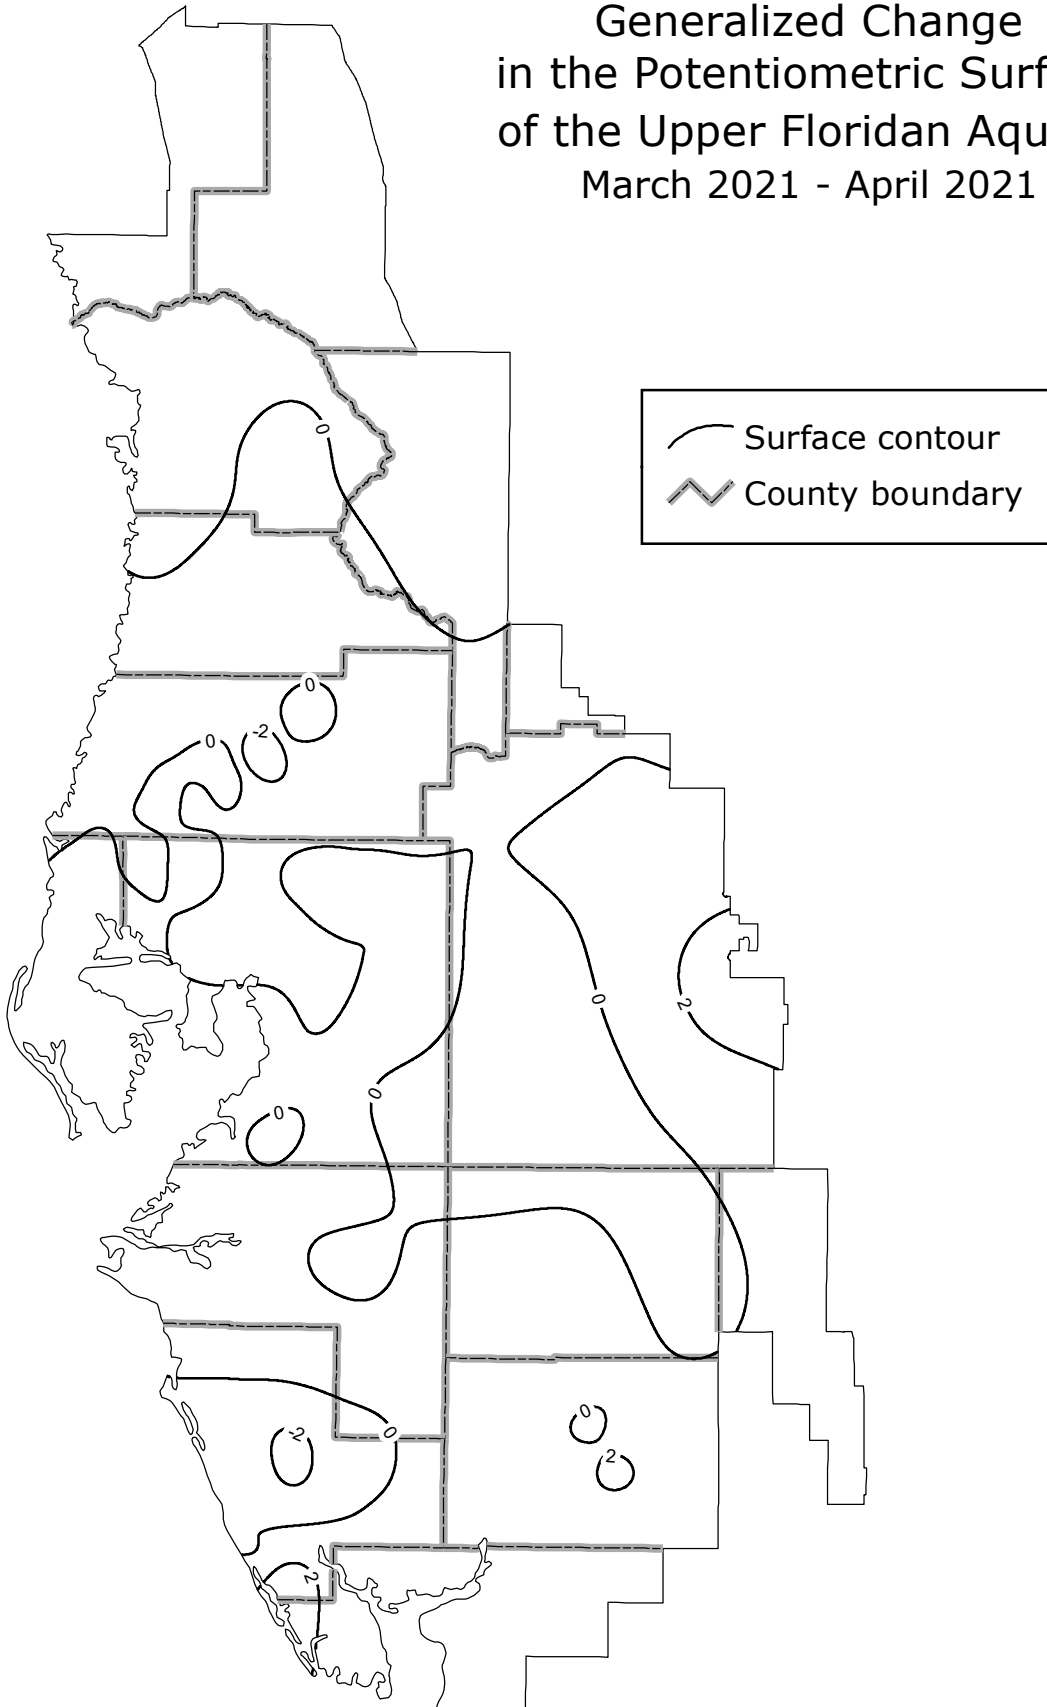 Generalized Change
in the Potentiometric Surf
of the Upper Floridan Aqu
March 2021 - April 2021
Surface contour
County boundary
0
0
-2
0
0
2
0
0
0
-2
0
2
2